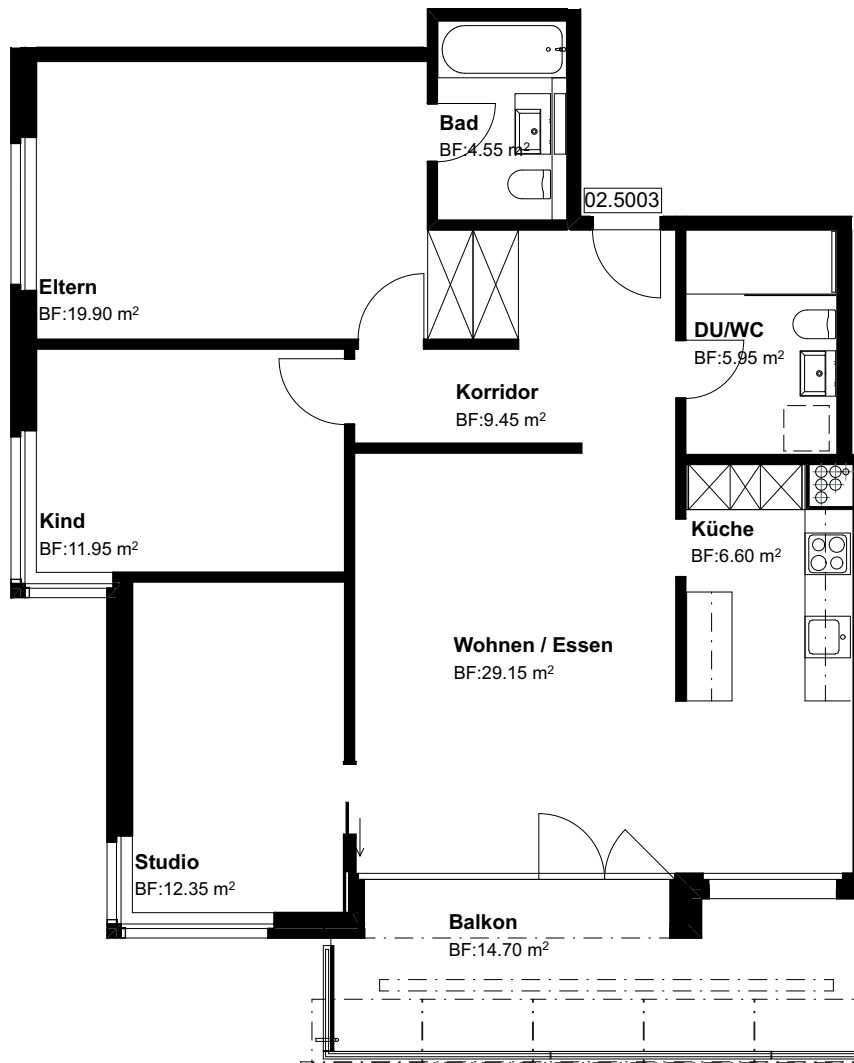 Bad
BF:4.55 m²
02.5003
Eltern
BF:19.90 m²
DU/WC
BF:5.95 m²
Korridor
BF:9.45 m²
Kind
BF:11.95 m²
Küche
BF:6.60 m²
Wohnen / Essen
BF:29.15 m²
Studio
BF:12.35 m²
Balkon
BF:14.70 m²